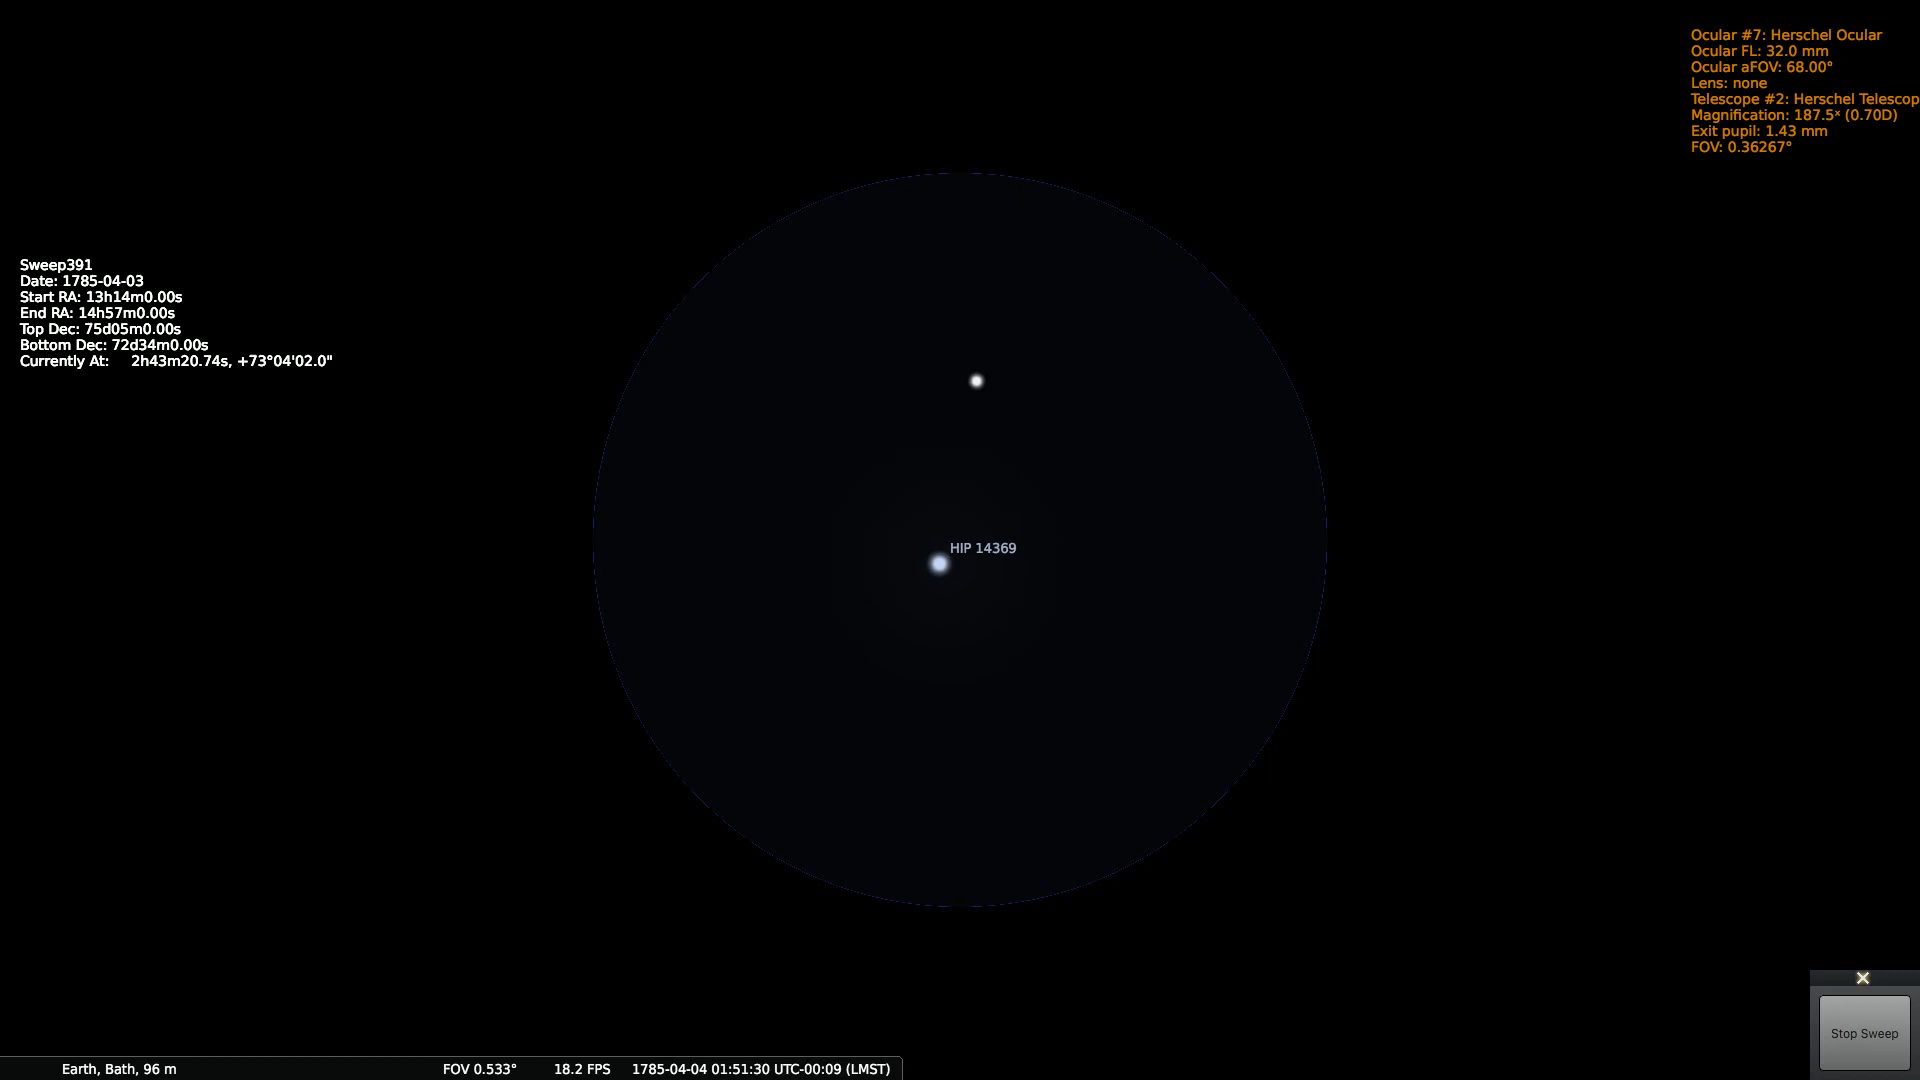 Ocular #7: Herschel Ocular
Ocular FL: 32.0 mm
Ocular aFOV: 68.00°
Lens: none
Telescope #2: Herschel Telescop
Magnification: 187.5ˣ (0.70D)
Exit pupil: 1.43 mm
FOV: 0.36267°
Sweep391
Date: 1785-04-03
Start RA: 13h14m0.00s
End RA: 14h57m0.00s
Top Dec: 75d05m0.00s
Bottom Dec: 72d34m0.00s
Currently At: 2h43m20.74s, +73°04'02.0"
HIP 14369
Stop Sweep
Earth, Bath, 96 m FOV 0.533° 18.2 FPS 1785-04-04 01:51:30 UTC-00:09 (LMST)